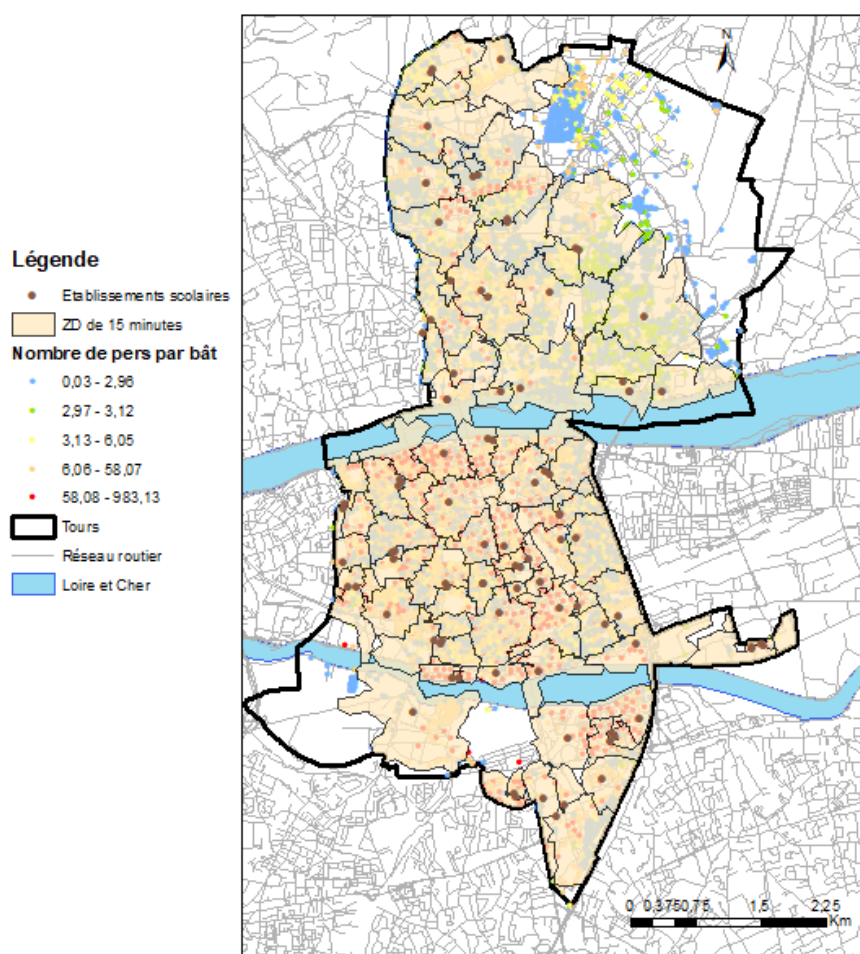 Légende
Etablissements scolaires
ZD de 15 minutes
Nombre de pers par bât
0,03 - 2,96
2,97 - 3,12
3,13 - 6,05
6,06 - 58,07
58,08 - 983,13
Tours
Réseau routier
Loire et Cher
N
0 0,375 0,75 1,5 2,25
Km